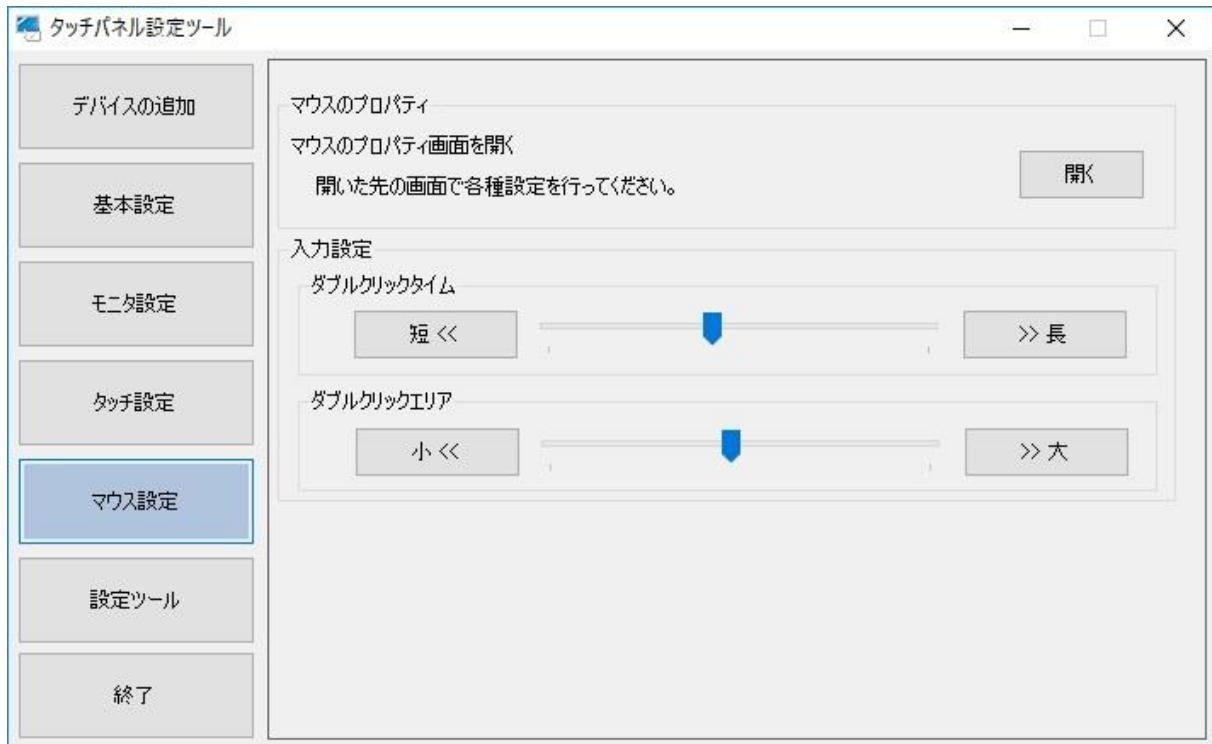 タッチパネル設定ツール
デバイスの追加
基本設定
モニタ設定
タッチ設定
マウス設定
設定ツール
終了
マウスのプロパティ
マウスのプロパティ画面を開く
開いた先の画面で各種設定を行ってください。
開く
入力設定
ダブルクリックタイム
短 <<
>> 長
ダブルクリックエリア
小 <<
>> 大